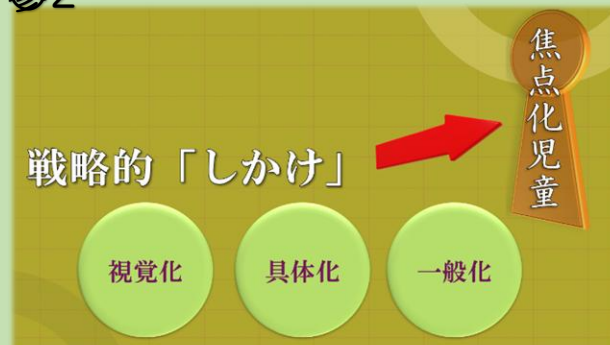 焦点化児童
戦略的「しかけ」
視覚化
具体化
一般化